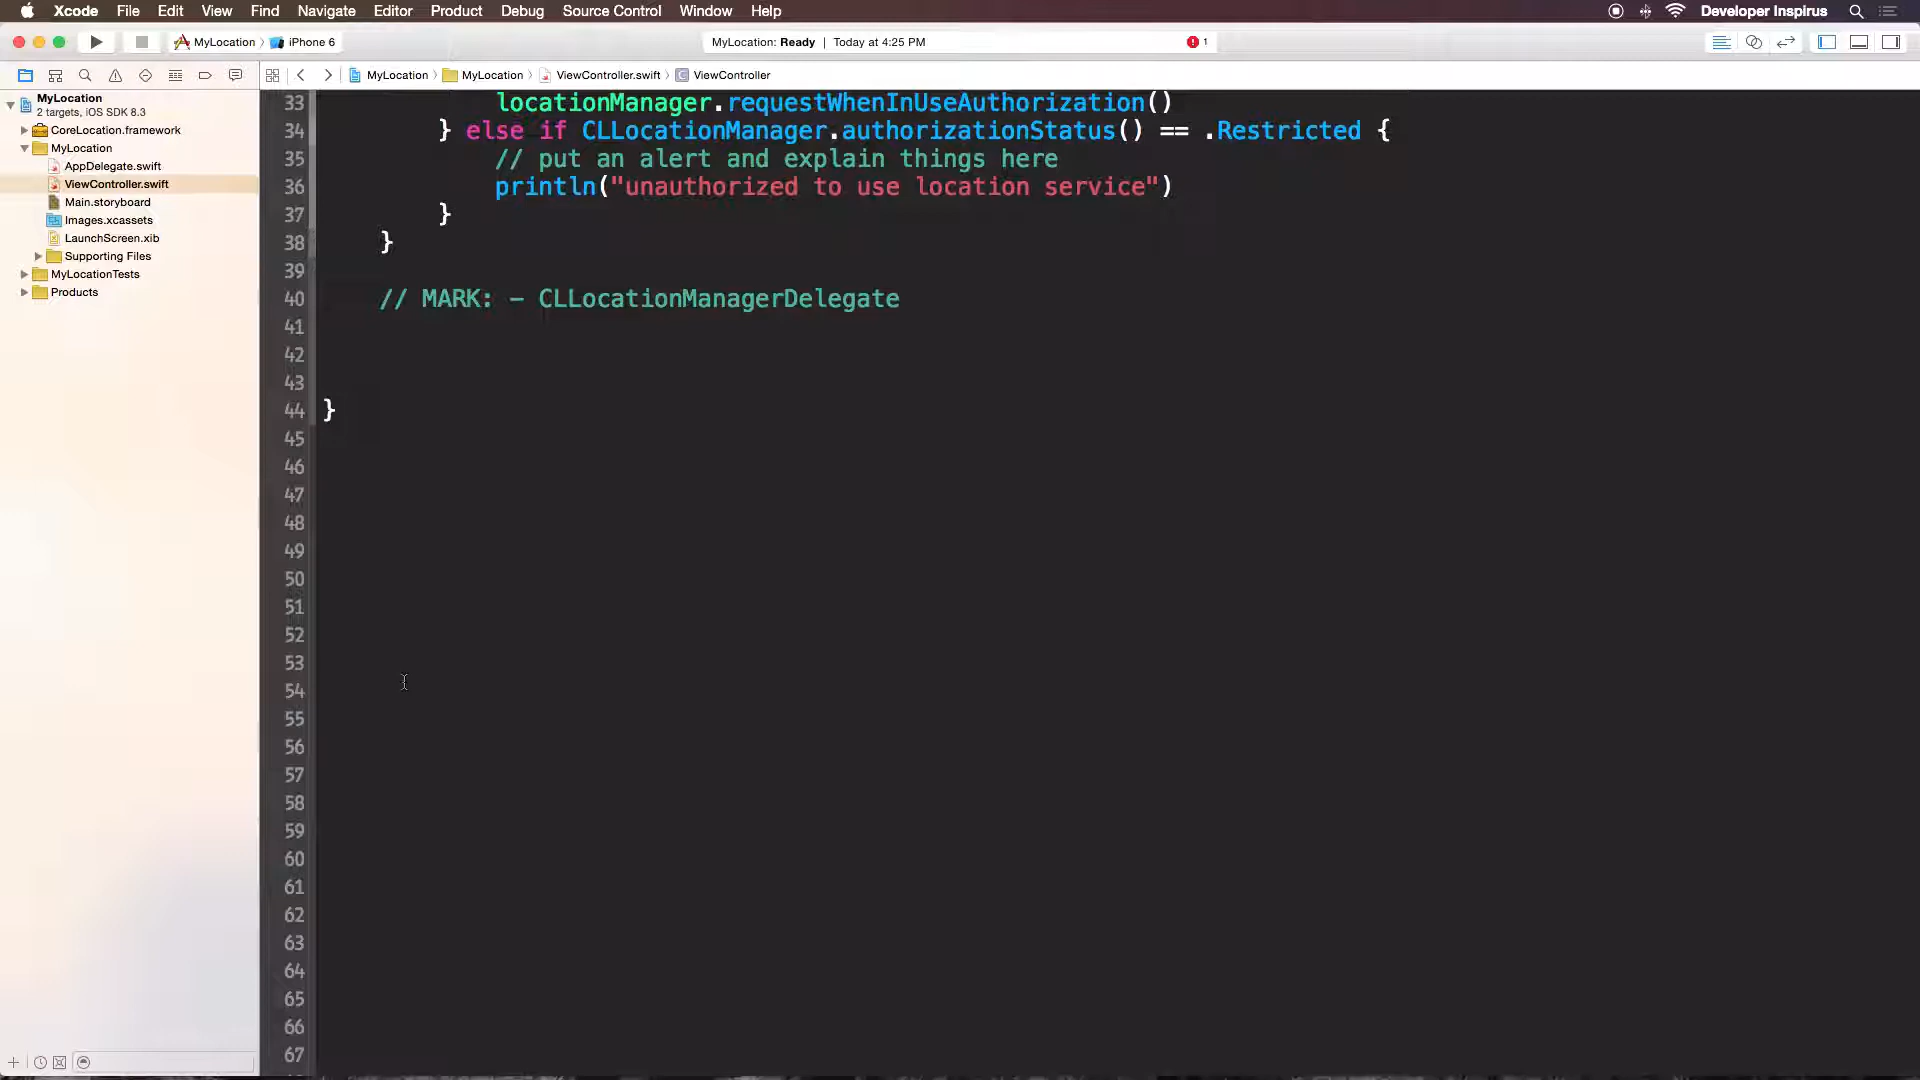 Xcode File Edit View Find Navigate Editor Product Debug Source Control Window Help Developer Inspirus
MyLocation › iPhone 6 MyLocation: Ready | Today at 4:25 PM 1
MyLocation › MyLocation › ViewController.swift › C ViewController
MyLocation
2 targets, iOS SDK 8.3
CoreLocation.framework
MyLocation
AppDelegate.swift
ViewController.swift
Main.storyboard
Images.xcassets
LaunchScreen.xib
Supporting Files
MyLocationTests
Products
33 locationManager.requestWhenInUseAuthorization()
34 } else if CLLocationManager.authorizationStatus() == .Restricted {
35 // put an alert and explain things here
36 println("unauthorized to use location service")
37 }
38 }
39
40 // MARK: - CLLocationManagerDelegate
41
42
43
44 }
45
46
47
48
49
50
51
52
53
54
55
56
57
58
59
60
61
62
63
64
65
66
67